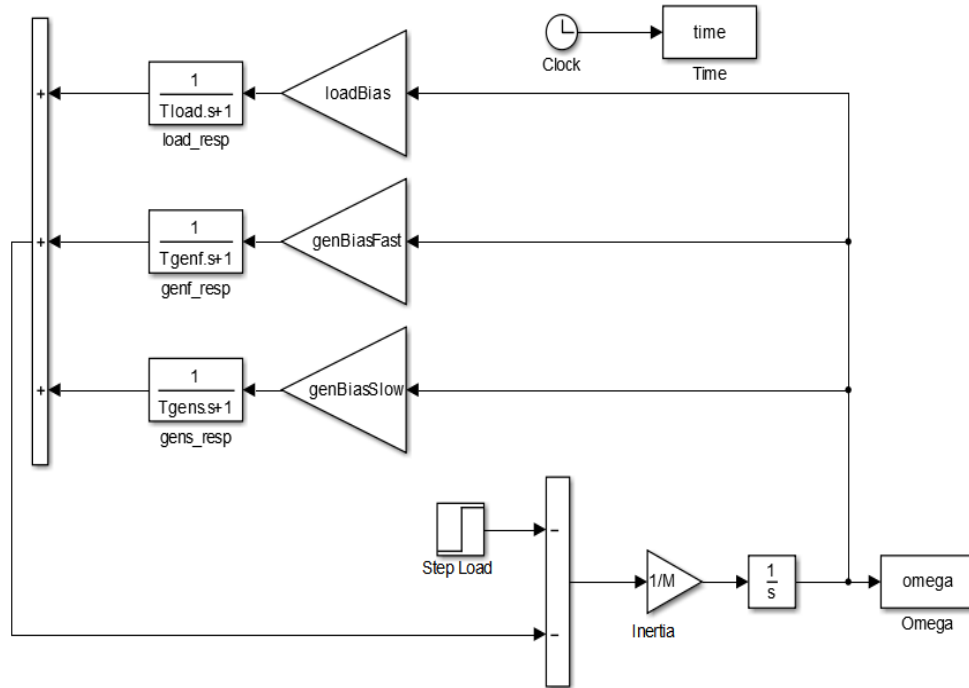 time
Clock
Time
+
1
Tload.s+1
load_resp
loadBias
+
1
Tgenf.s+1
genf_resp
genBiasFast
+
1
Tgens.s+1
gens_resp
genBiasSlow
Step Load
−
−
1/M
Inertia
1
s
omega
Omega